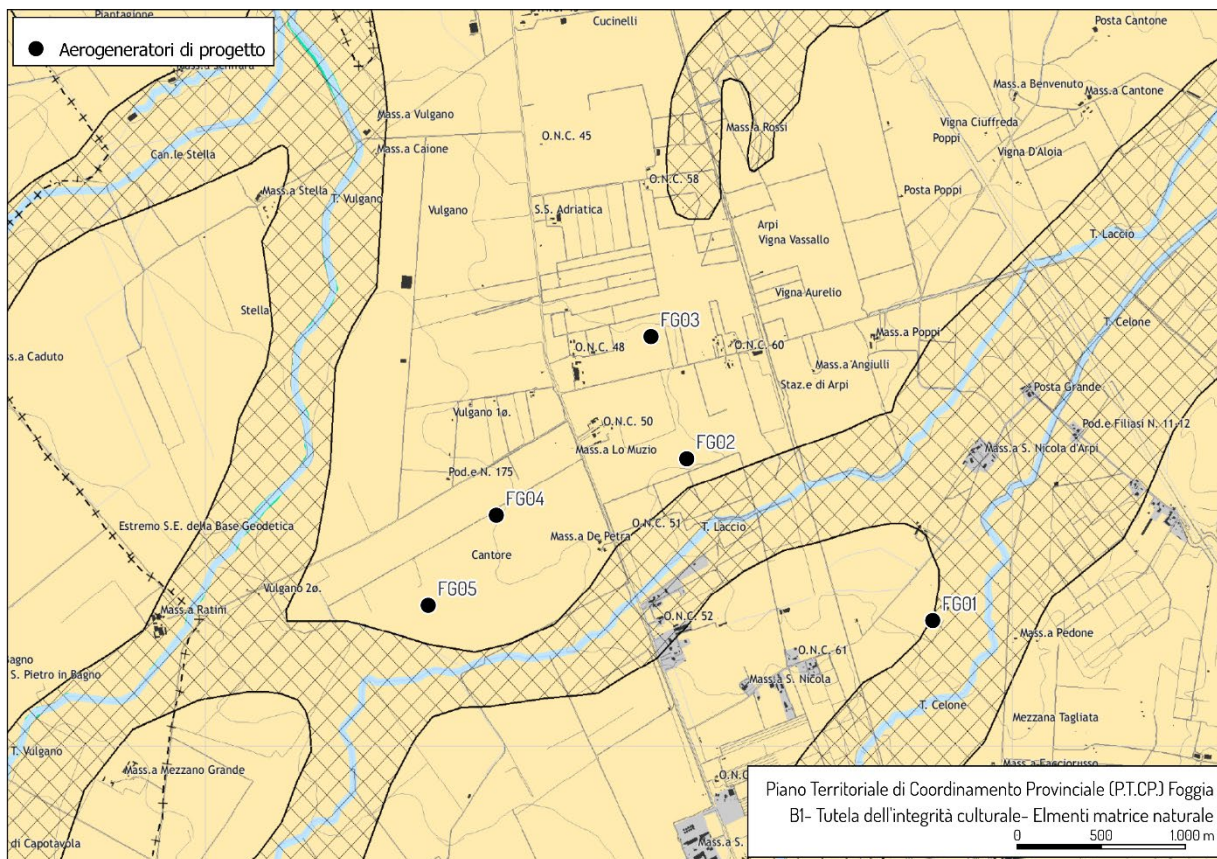 Piantagione
Aerogeneratori di progetto
Cucinelli
Posta Cantone
Mass.a Benvenuto
Mass.a Cantone
Mass.a Vulgano
O.N.C. 45
Mass.a Rossi
Vigna Ciuffreda
Poppi
Vigna D'Aloia
Can.le Stella
Mass.a Caione
O.N.C. 58
Mass.a Stella
T. Vulgano
Vulgano
S.S. Adriatica
Posta Poppi
Arpi
Vigna Vassallo
T. Laccio
Stella
Vigna Aurelio
T. Celone
FG03
ss.a Caduto
O.N.C. 48
O.N.C. 60
Mass.a Poppi
Mass.a Angiulli
Staz.e di Arpi
Posta Grande
Vulgano 1ø.
O.N.C. 50
Pod.e Filiasi N. 11-12
Mass.a Lo Muzio
FG02
Mass.a S. Nicola d'Arpi
Pod.e N. 175
FG04
Estremo S.E. della Base Geodetica
O.N.C. 51
T. Laccio
Mass.a De Petra
Cantore
Vulgano 2ø.
FG05
Mass.a Ratini
O.N.C. 52
FG01
Mass.a Pedone
Bagno
S. Pietro in Bagno
O.N.C. 61
Mass.a S. Nicola
T. Celone
Mezzana Tagliata
T. Vulgano
Mass.a Mezzano Grande
Mass.a Fasciorusso
O.N.C.
Piano Territoriale di Coordinamento Provinciale (P.T.CP.) Foggia
B1- Tutela dell'integrità culturale- Elmenti matrice naturale
0 500 1.000 m
di Capotavola
Mass.a S.